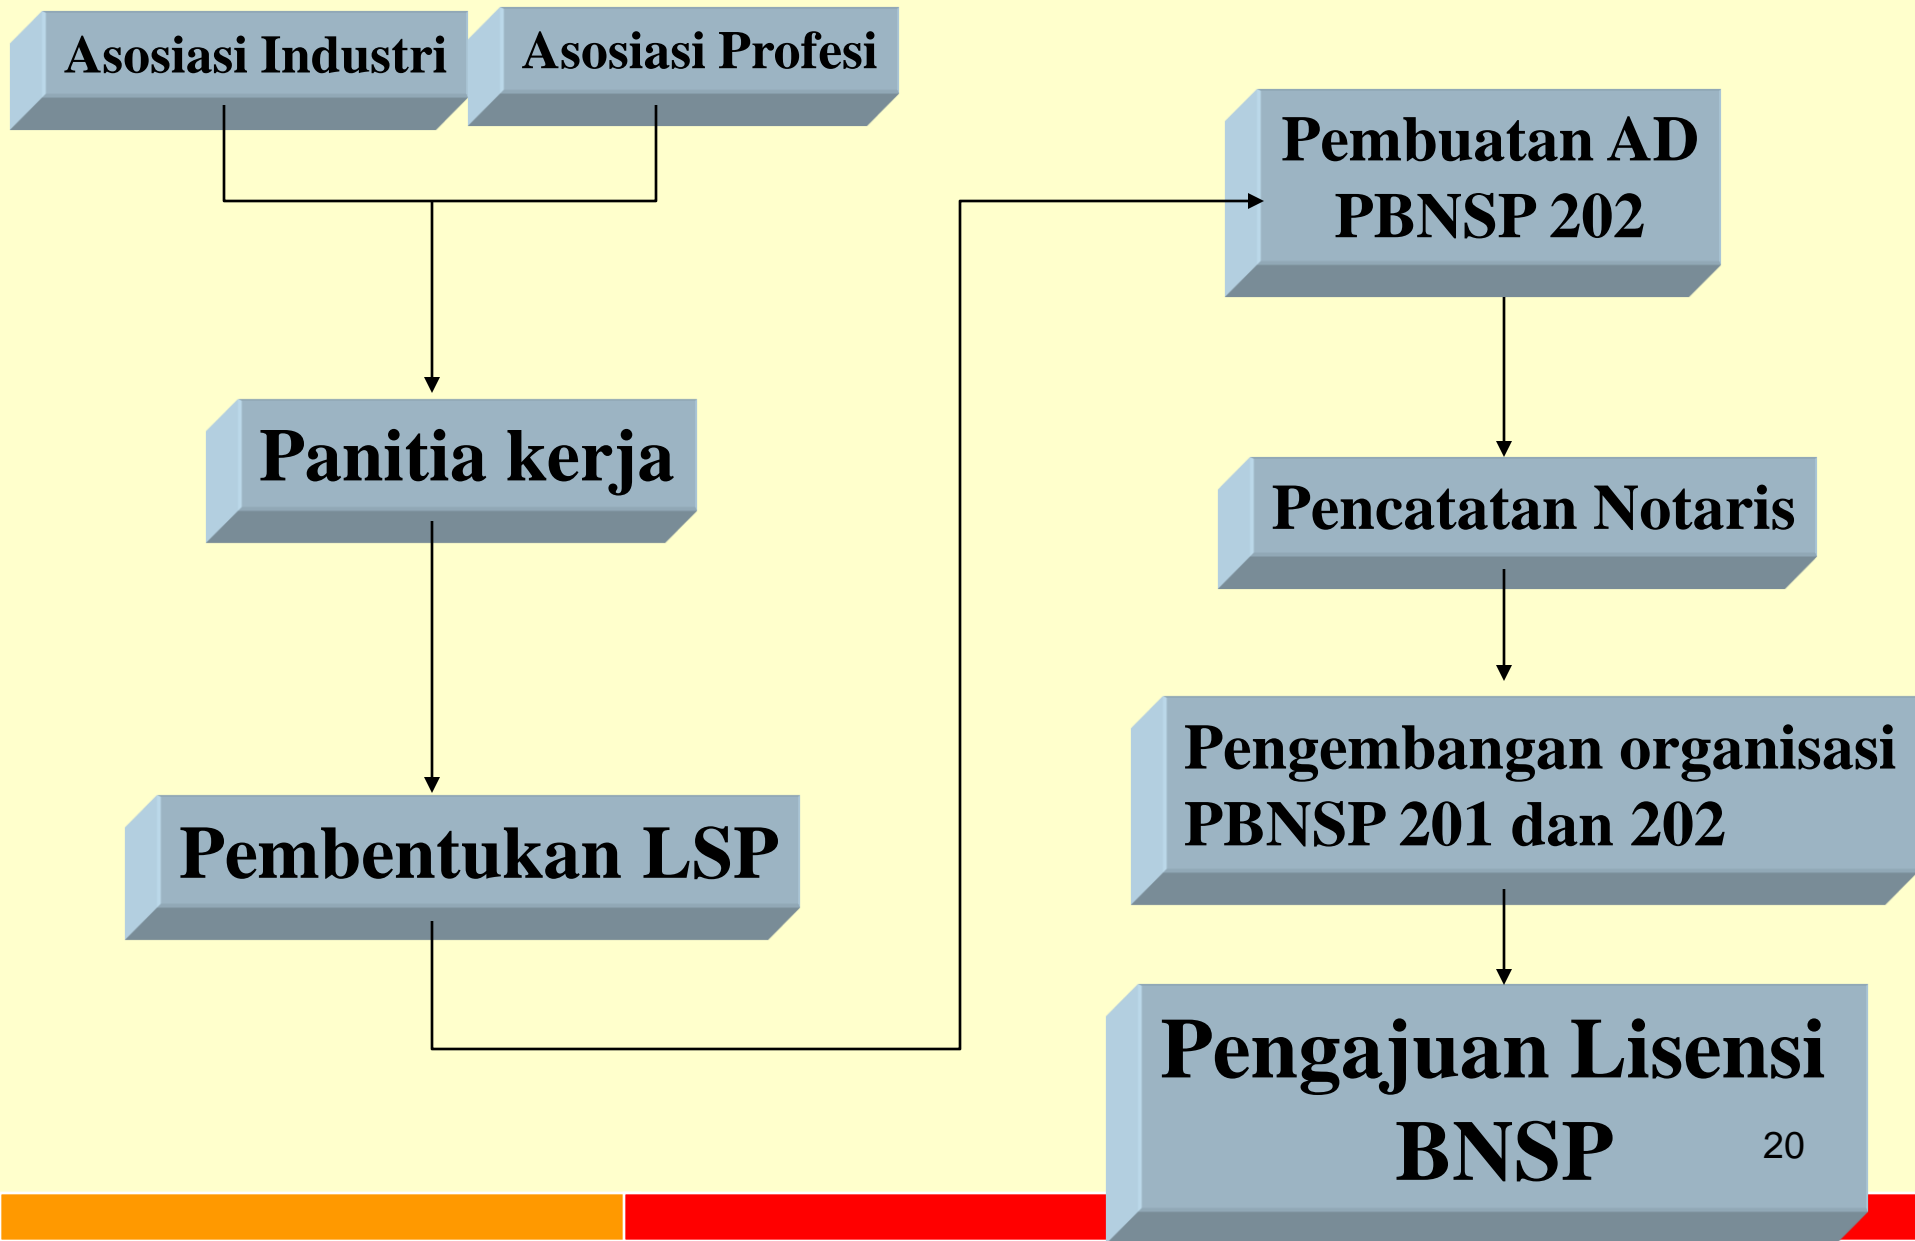 Asosiasi Industri
Asosiasi Profesi
Panitia kerja
Pembentukan LSP
Pembuatan AD
PBNSP 202
Pencatatan Notaris
Pengembangan organisasi
PBNSP 201 dan 202
Pengajuan Lisensi
BNSP
20